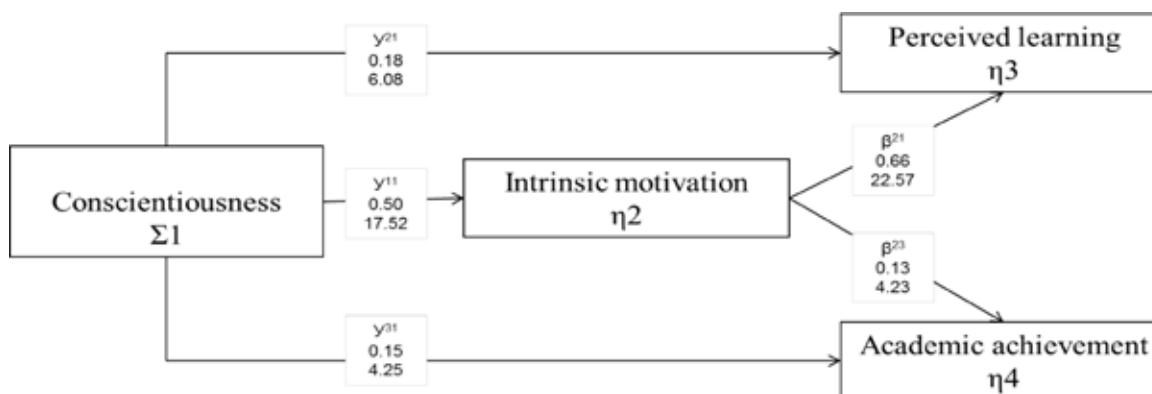 γ²¹
0.18
6.08
Perceived learning
η3
Conscientiousness
Σ1
γ¹¹
0.50
17.52
Intrinsic motivation
η2
β²¹
0.66
22.57
β²³
0.13
4.23
γ³¹
0.15
4.25
Academic achievement
η4